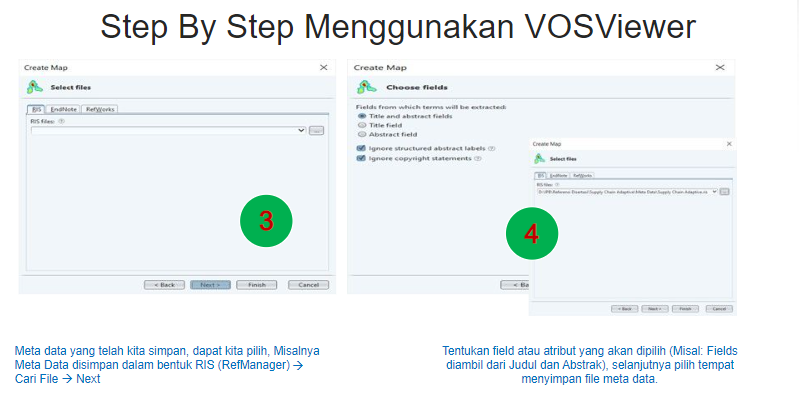 Step By Step Menggunakan VOSViewer
Create Map
Select files
RIS EndNote RefWorks
RIS files:
3
< Back Next > Finish Cancel
Create Map
Choose fields
Fields from which terms will be extracted:
Title and abstract fields
Title field
Abstract field
Ignore structured abstract labels
Ignore copyright statements
< Ba
Create Map
Select files
RIS EndNote RefWorks
RIS files:
4
< Back Next > Finish Cancel
Meta data yang telah kita simpan, dapat kita pilih, Misalnya
Meta Data disimpan dalam bentuk RIS (RefManager) →
Cari File → Next
Tentukan field atau atribut yang akan dipilih (Misal: Fields
diambil dari Judul dan Abstrak), selanjutnya pilih tempat
menyimpan file meta data.